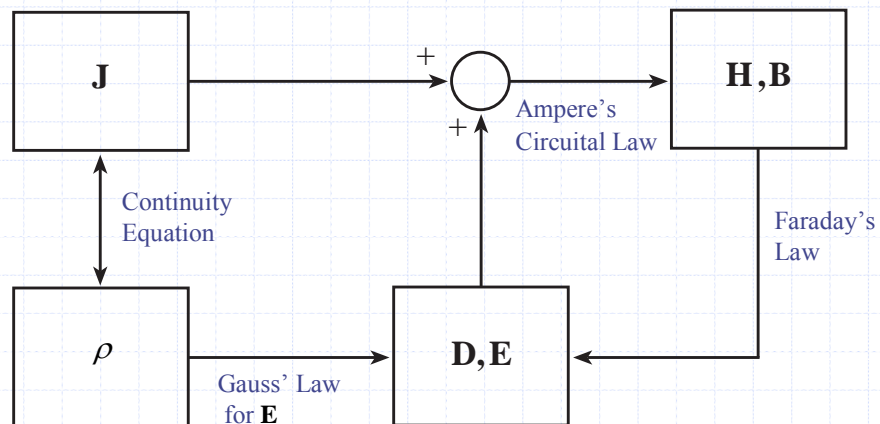 J
+
H,B
Ampere's
Circuital Law
+
Continuity
Equation
Faraday's
Law
ρ
D,E
Gauss' Law
for E